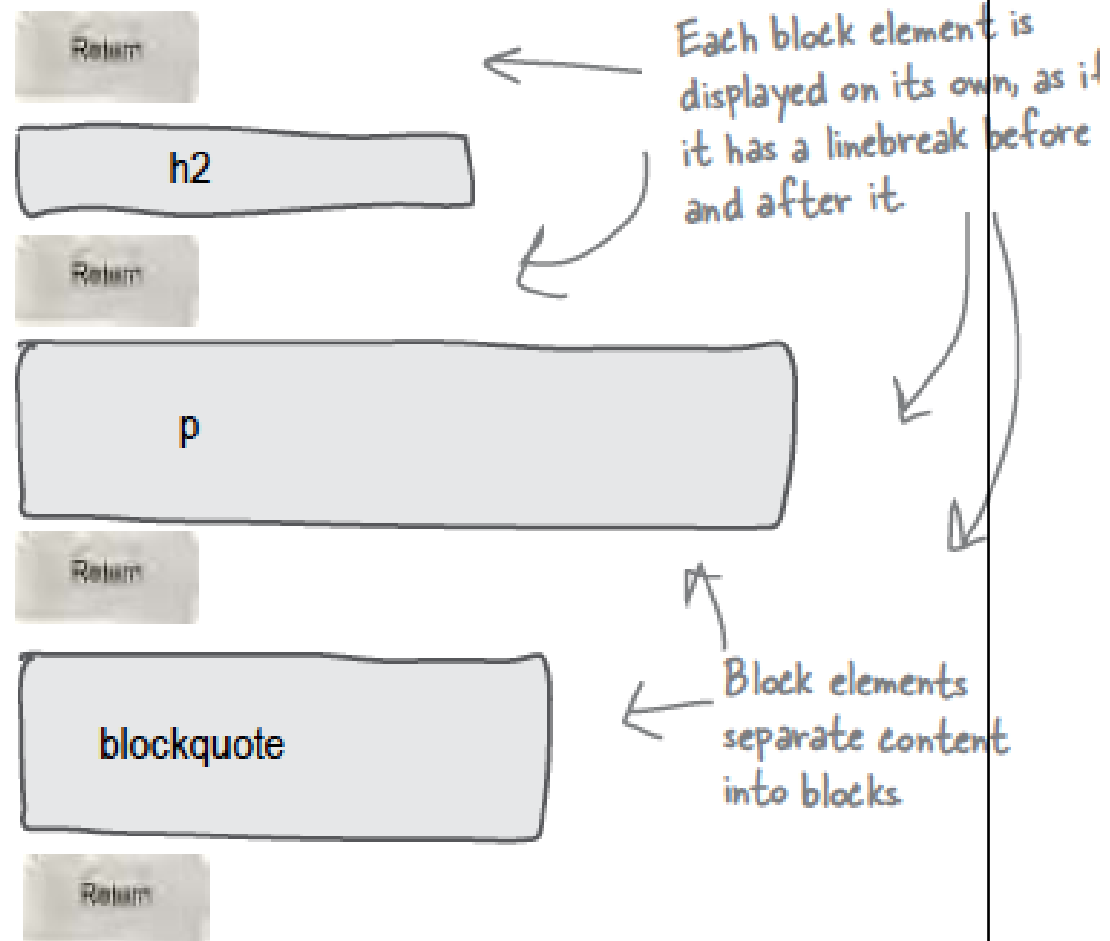 Return
Each block element is
displayed on its own, as if
it has a linebreak before
and after it.
h2
Return
p
Return
Block elements
separate content
into blocks.
blockquote
Return